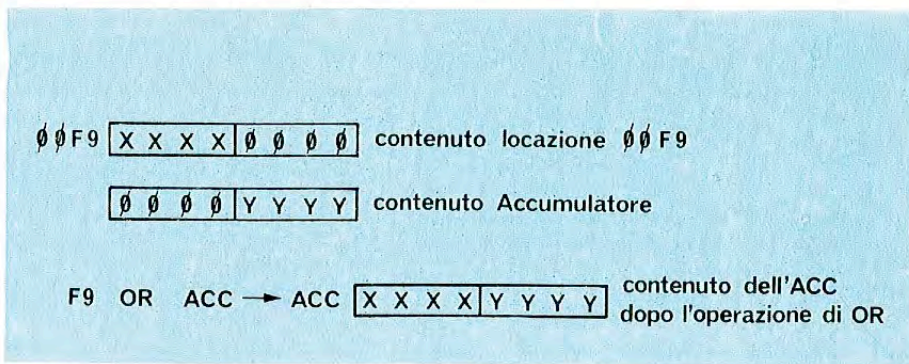 ØØF9 X X X X Ø Ø Ø Ø contenuto locazione ØØF9
Ø Ø Ø Ø Y Y Y Y contenuto Accumulatore
F9 OR ACC → ACC X X X X Y Y Y Y contenuto dell'ACC
dopo l'operazione di OR